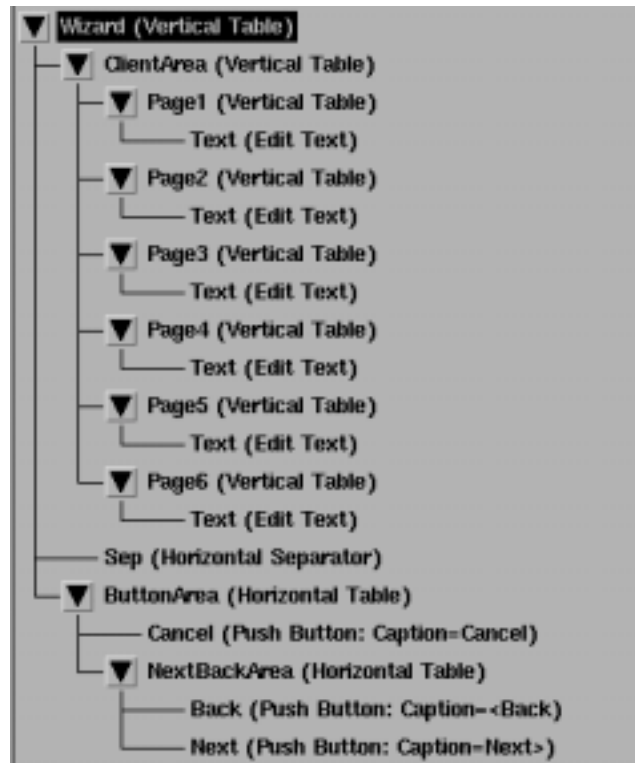 Wizard (Vertical Table)
ClientArea (Vertical Table)
Page1 (Vertical Table)
Text (Edit Text)
Page2 (Vertical Table)
Text (Edit Text)
Page3 (Vertical Table)
Text (Edit Text)
Page4 (Vertical Table)
Text (Edit Text)
Page5 (Vertical Table)
Text (Edit Text)
Page6 (Vertical Table)
Text (Edit Text)
Sep (Horizontal Separator)
ButtonArea (Horizontal Table)
Cancel (Push Button: Caption=Cancel)
NextBackArea (Horizontal Table)
Back (Push Button: Caption=<Back)
Next (Push Button: Caption=Next>)